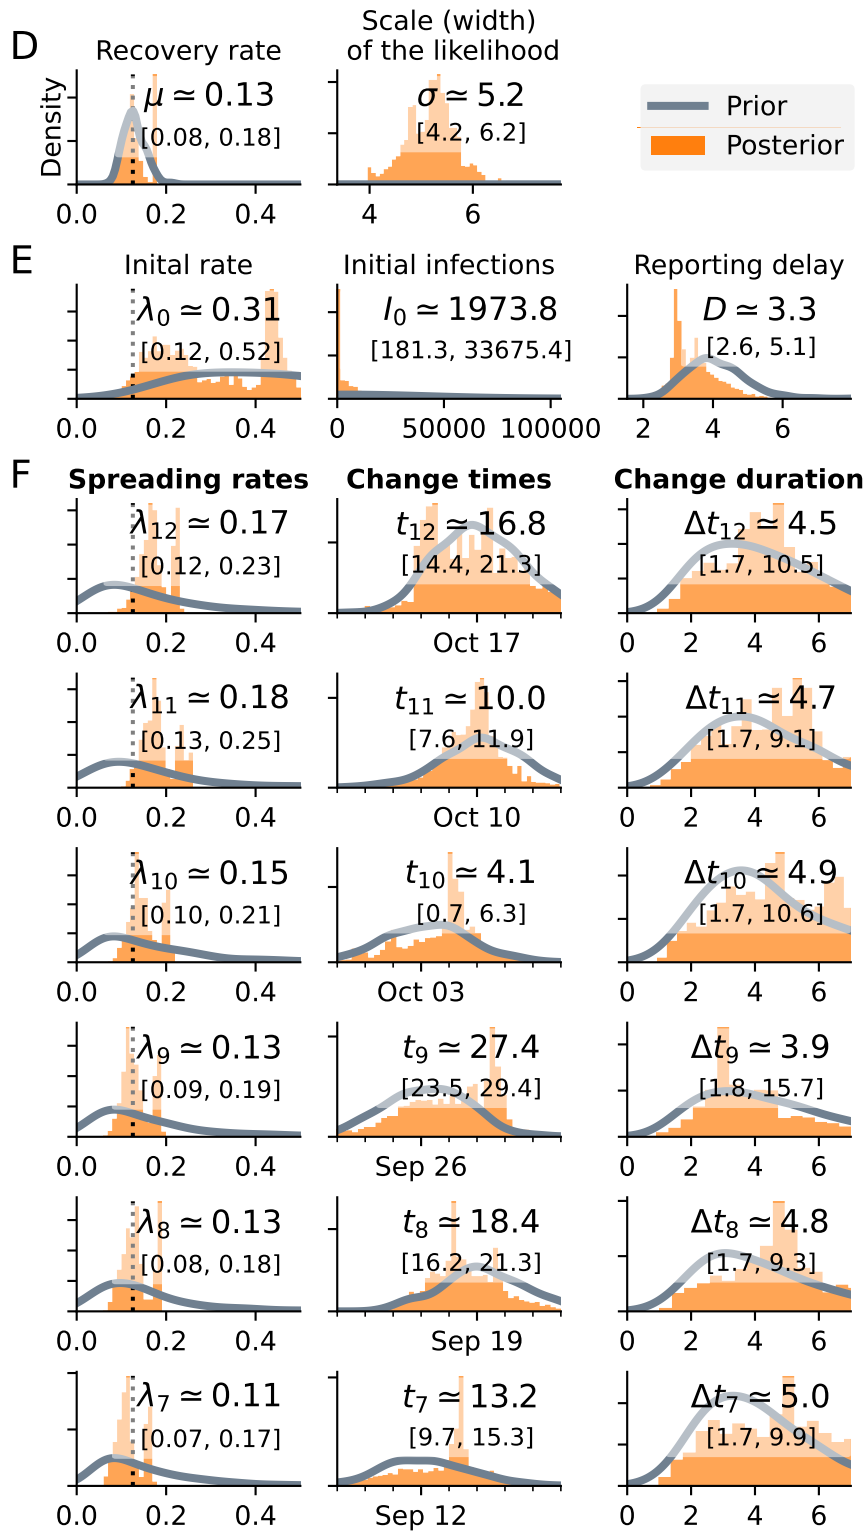 D
Recovery rate
Scale (width)
of the likelihood
Density
μ ≃ 0.13
[0.08, 0.18]
σ ≃ 5.2
[4.2, 6.2]
Prior
Posterior
0.0 0.2 0.4
4 6
E
Inital rate
Initial infections
Reporting delay
λ₀ ≃ 0.31
[0.12, 0.52]
I₀ ≃ 1973.8
[181.3, 33675.4]
D ≃ 3.3
[2.6, 5.1]
0.0 0.2 0.4
0 50000 100000
2 4 6
F
Spreading rates
Change times
Change duration
λ₁₂ ≃ 0.17
[0.12, 0.23]
t₁₂ ≃ 16.8
[14.4, 21.3]
Δt₁₂ ≃ 4.5
[1.7, 10.5]
0.0 0.2 0.4
Oct 17
0 2 4 6
λ₁₁ ≃ 0.18
[0.13, 0.25]
t₁₁ ≃ 10.0
[7.6, 11.9]
Δt₁₁ ≃ 4.7
[1.7, 9.1]
0.0 0.2 0.4
Oct 10
0 2 4 6
λ₁₀ ≃ 0.15
[0.10, 0.21]
t₁₀ ≃ 4.1
[0.7, 6.3]
Δt₁₀ ≃ 4.9
[1.7, 10.6]
0.0 0.2 0.4
Oct 03
0 2 4 6
λ₉ ≃ 0.13
[0.09, 0.19]
t₉ ≃ 27.4
[23.5, 29.4]
Δt₉ ≃ 3.9
[1.8, 15.7]
0.0 0.2 0.4
Sep 26
0 2 4 6
λ₈ ≃ 0.13
[0.08, 0.18]
t₈ ≃ 18.4
[16.2, 21.3]
Δt₈ ≃ 4.8
[1.7, 9.3]
0.0 0.2 0.4
Sep 19
0 2 4 6
λ₇ ≃ 0.11
[0.07, 0.17]
t₇ ≃ 13.2
[9.7, 15.3]
Δt₇ ≃ 5.0
[1.7, 9.9]
0.0 0.2 0.4
Sep 12
0 2 4 6